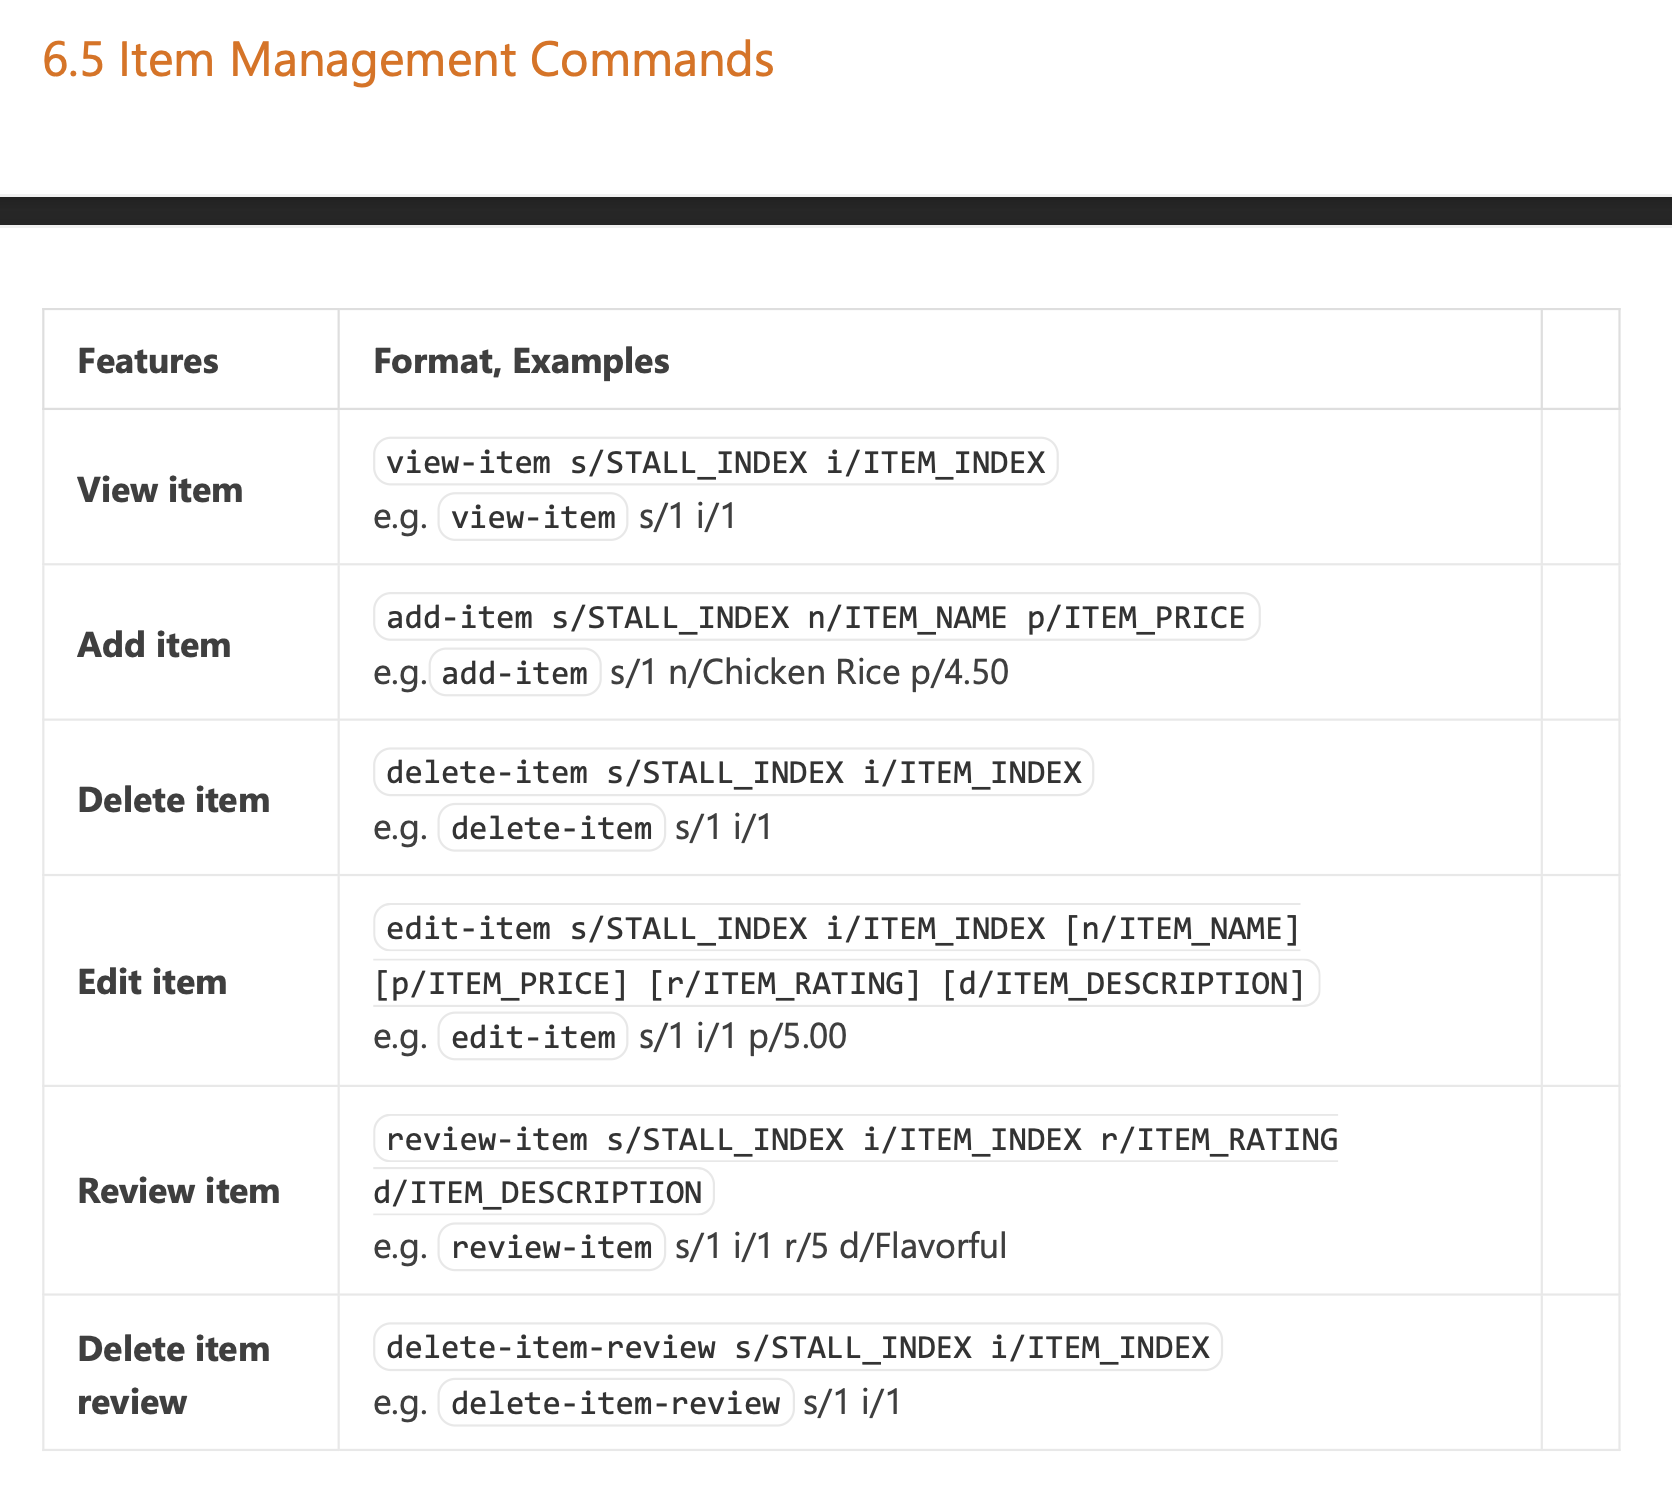 6.5 Item Management Commands
Features
Format, Examples
View item
view-item s/STALL_INDEX i/ITEM_INDEX
e.g. view-item s/1 i/1
Add item
add-item s/STALL_INDEX n/ITEM_NAME p/ITEM_PRICE
e.g. add-item s/1 n/Chicken Rice p/4.50
Delete item
delete-item s/STALL_INDEX i/ITEM_INDEX
e.g. delete-item s/1 i/1
Edit item
edit-item s/STALL_INDEX i/ITEM_INDEX [n/ITEM_NAME]
[p/ITEM_PRICE] [r/ITEM_RATING] [d/ITEM_DESCRIPTION]
e.g. edit-item s/1 i/1 p/5.00
Review item
review-item s/STALL_INDEX i/ITEM_INDEX r/ITEM_RATING
d/ITEM_DESCRIPTION
e.g. review-item s/1 i/1 r/5 d/Flavorful
Delete item
review
delete-item-review s/STALL_INDEX i/ITEM_INDEX
e.g. delete-item-review s/1 i/1